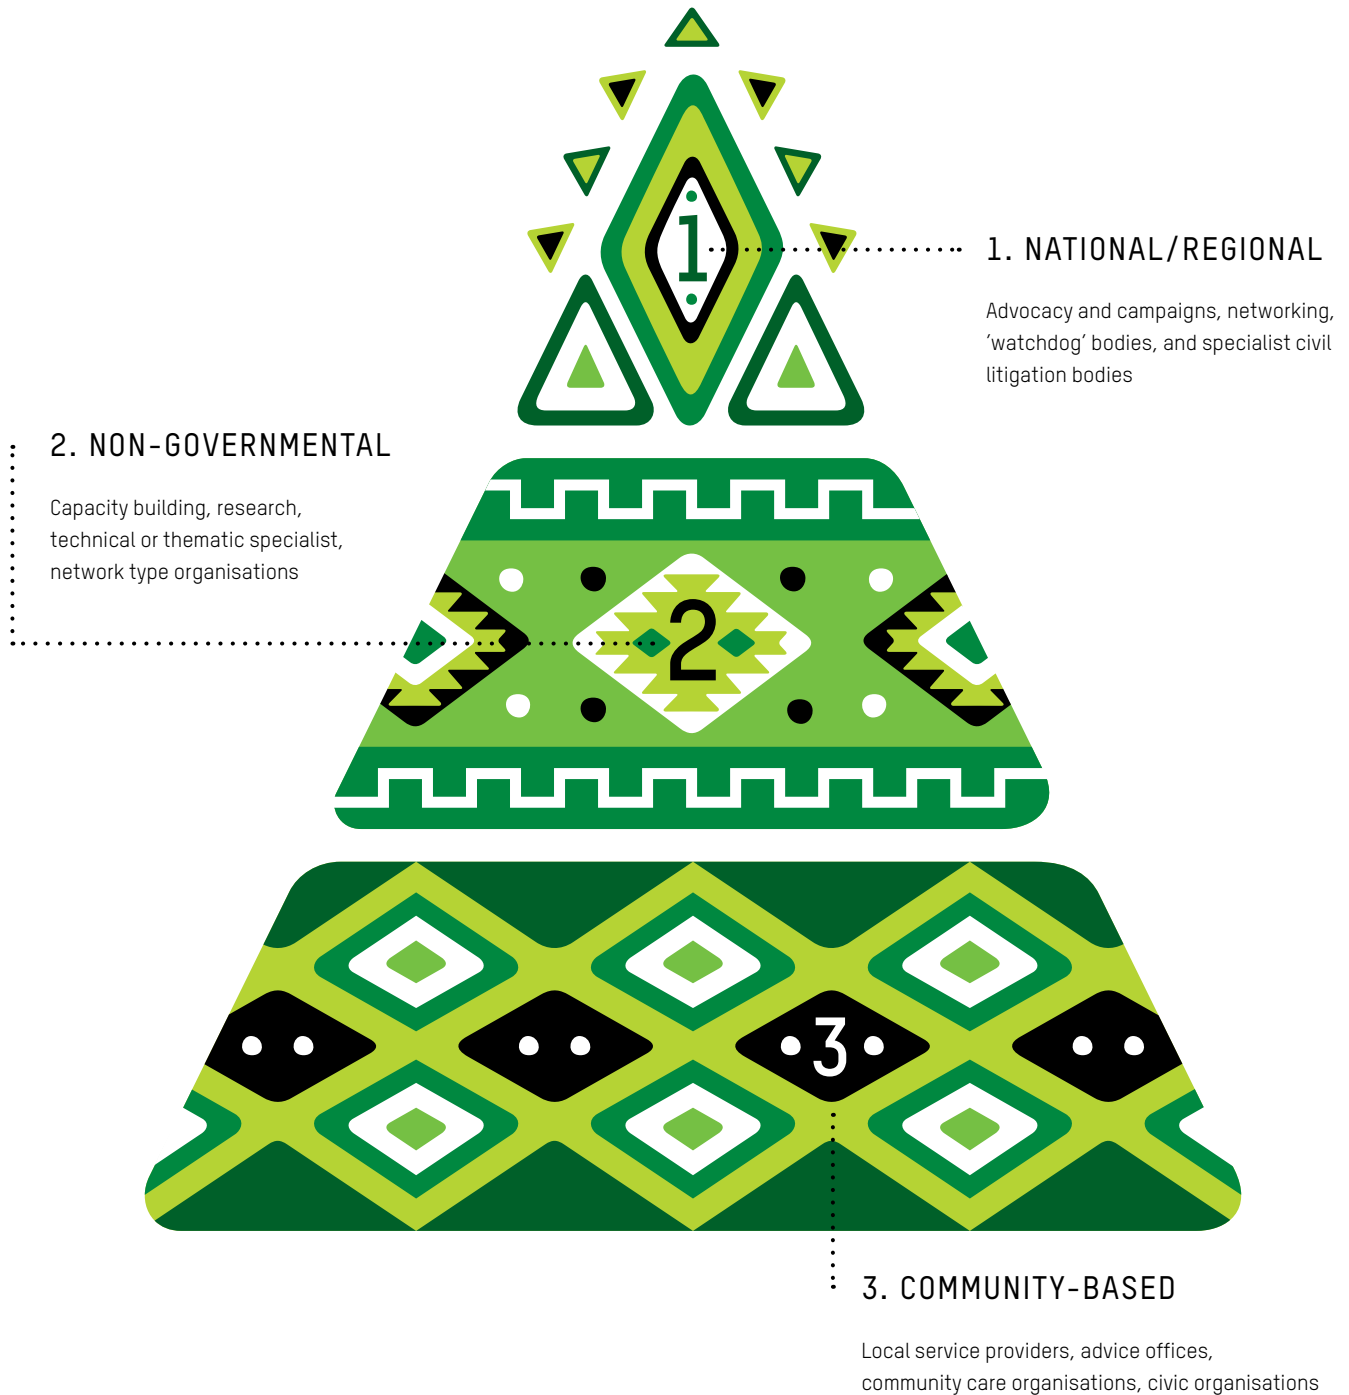 1
1. NATIONAL/REGIONAL
Advocacy and campaigns, networking,
‘watchdog’ bodies, and specialist civil
litigation bodies
2. NON-GOVERNMENTAL
Capacity building, research,
technical or thematic specialist,
network type organisations
2
3
3. COMMUNITY-BASED
Local service providers, advice offices,
community care organisations, civic organisations